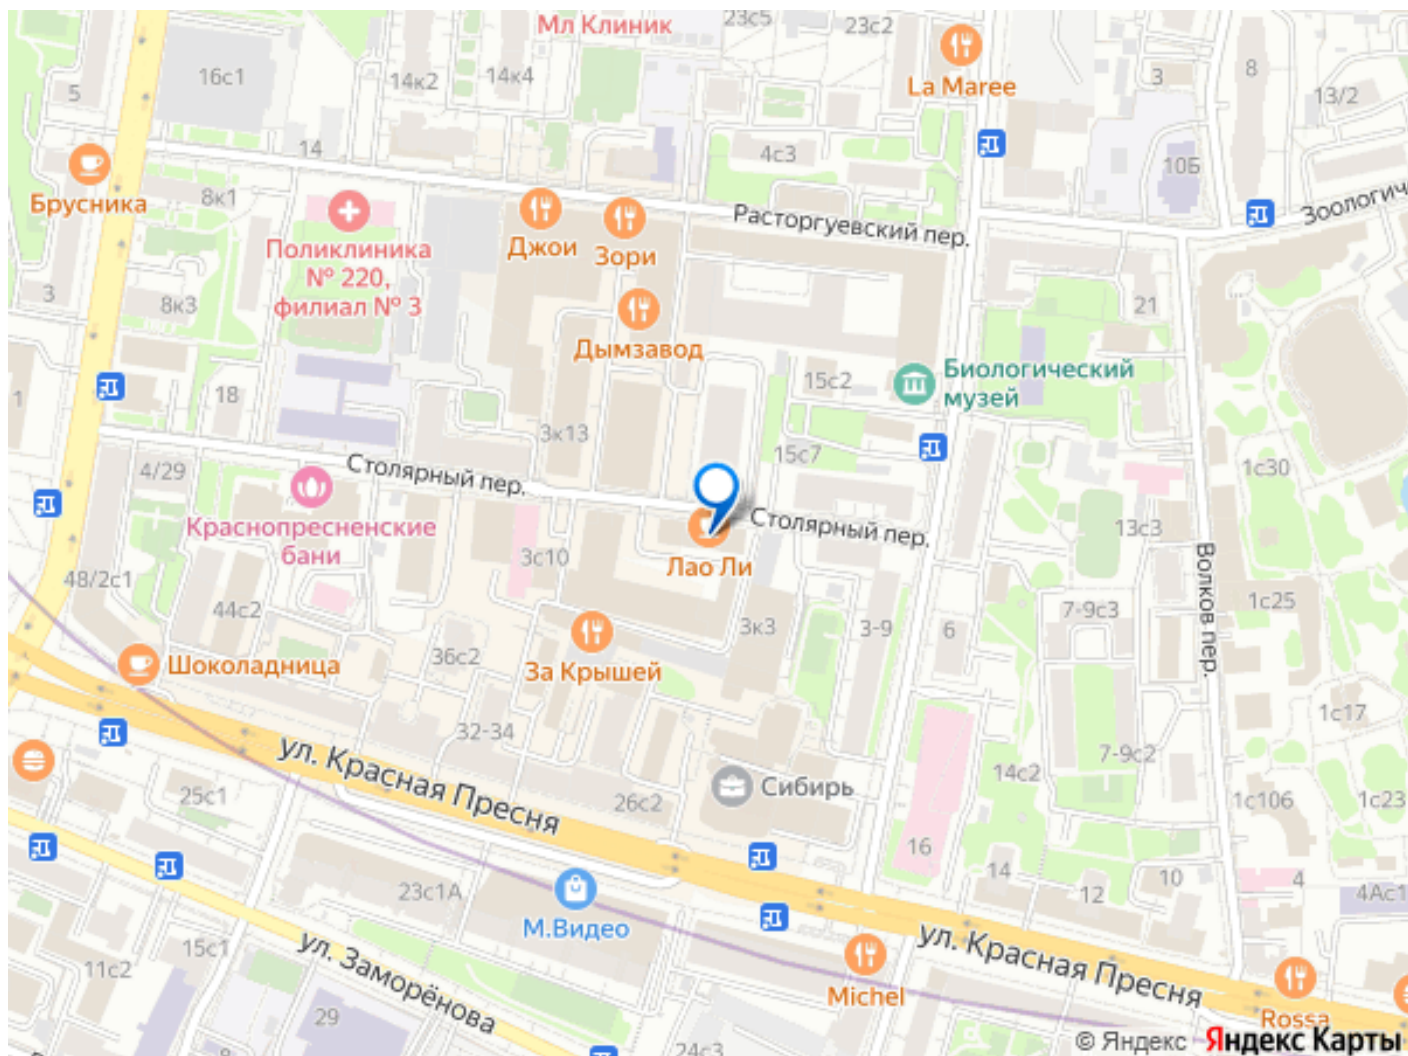 23с5
23с2
Мл Клиник
La Maree
16с1
14к2
14к4
3
8
13/2
5
14
4с3
10Б
Брусника
8к1
Поликлиника
№ 220,
филиал № 3
Джои
Зори
Расторгуевский пер.
Зоологич
3
8к3
21
Дымзавод
15с2
Биологический
музей
1
18
3к13
15с7
4/29
Столярный пер.
1с30
Краснопресненские
бани
Столярный пер.
13с3
Лао Ли
3с10
48/2с1
44с2
Волков пер.
1с25
7-9с3
3к3
3-9
6
36с2
За Крышей
Шоколадница
1с17
32-34
ул. Красная Пресня
7-9с2
14с2
Сибирь
25с1
26с2
1с106
1с23
16
14
12
10
4
4Ас1
23с1А
М.Видео
ул. Заморёнова
15с1
11с2
ул. Красная Пресня
Michel
29
Rossa
24с3
© Яндекс Яндекс Карты